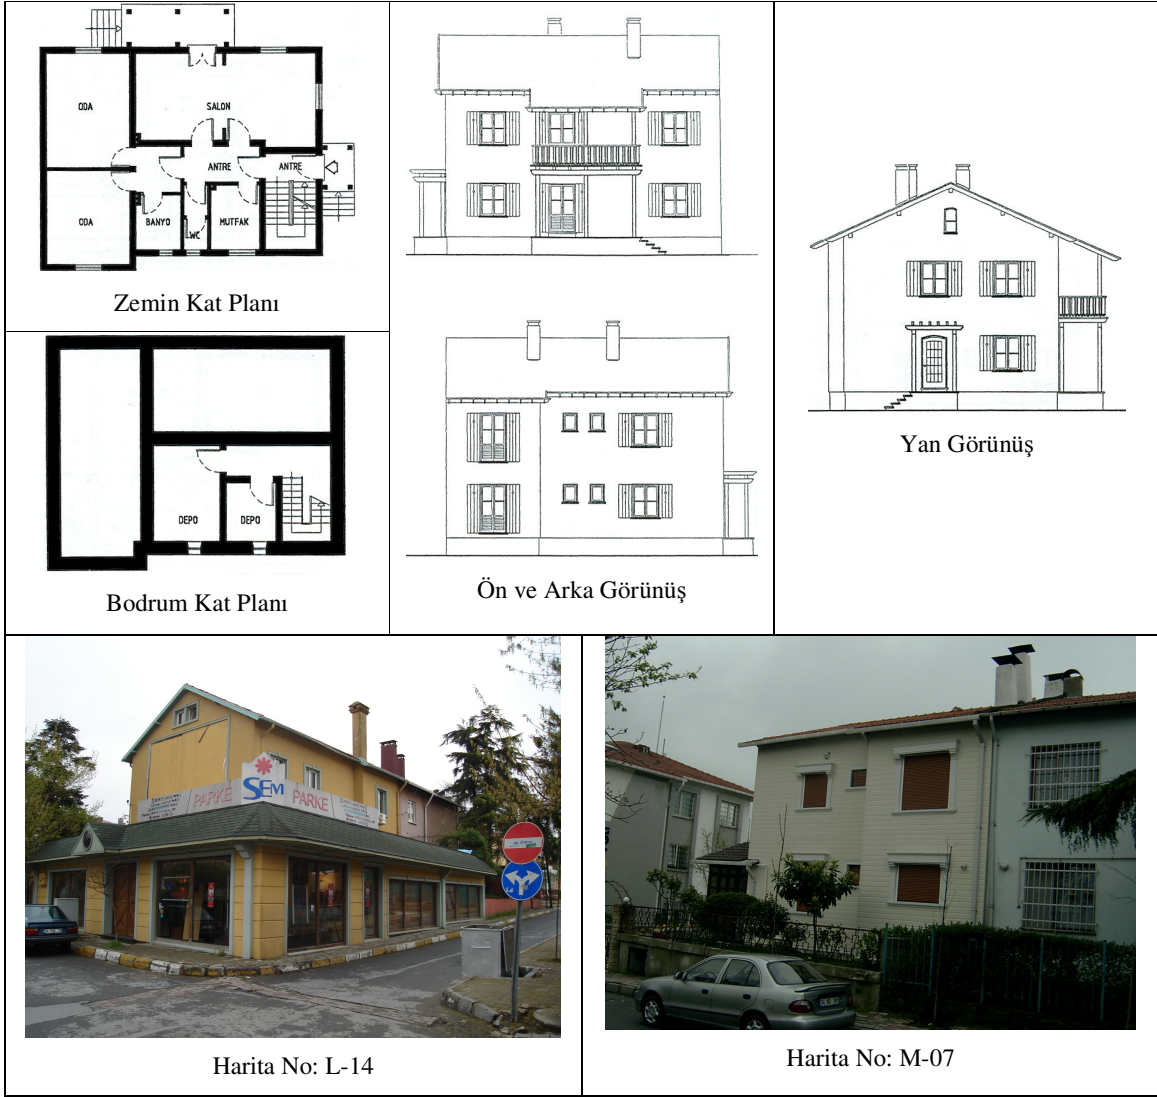 ODA
SALON
ANTRE
ANTRE
ODA
BANYO
WC
MUTFAK
Zemin Kat Planı
DEPO
DEPO
Bodrum Kat Planı
Ön ve Arka Görünüş
Yan Görünüş
PARKE
SEM
PARKE
Harita No: L-14
Harita No: M-07